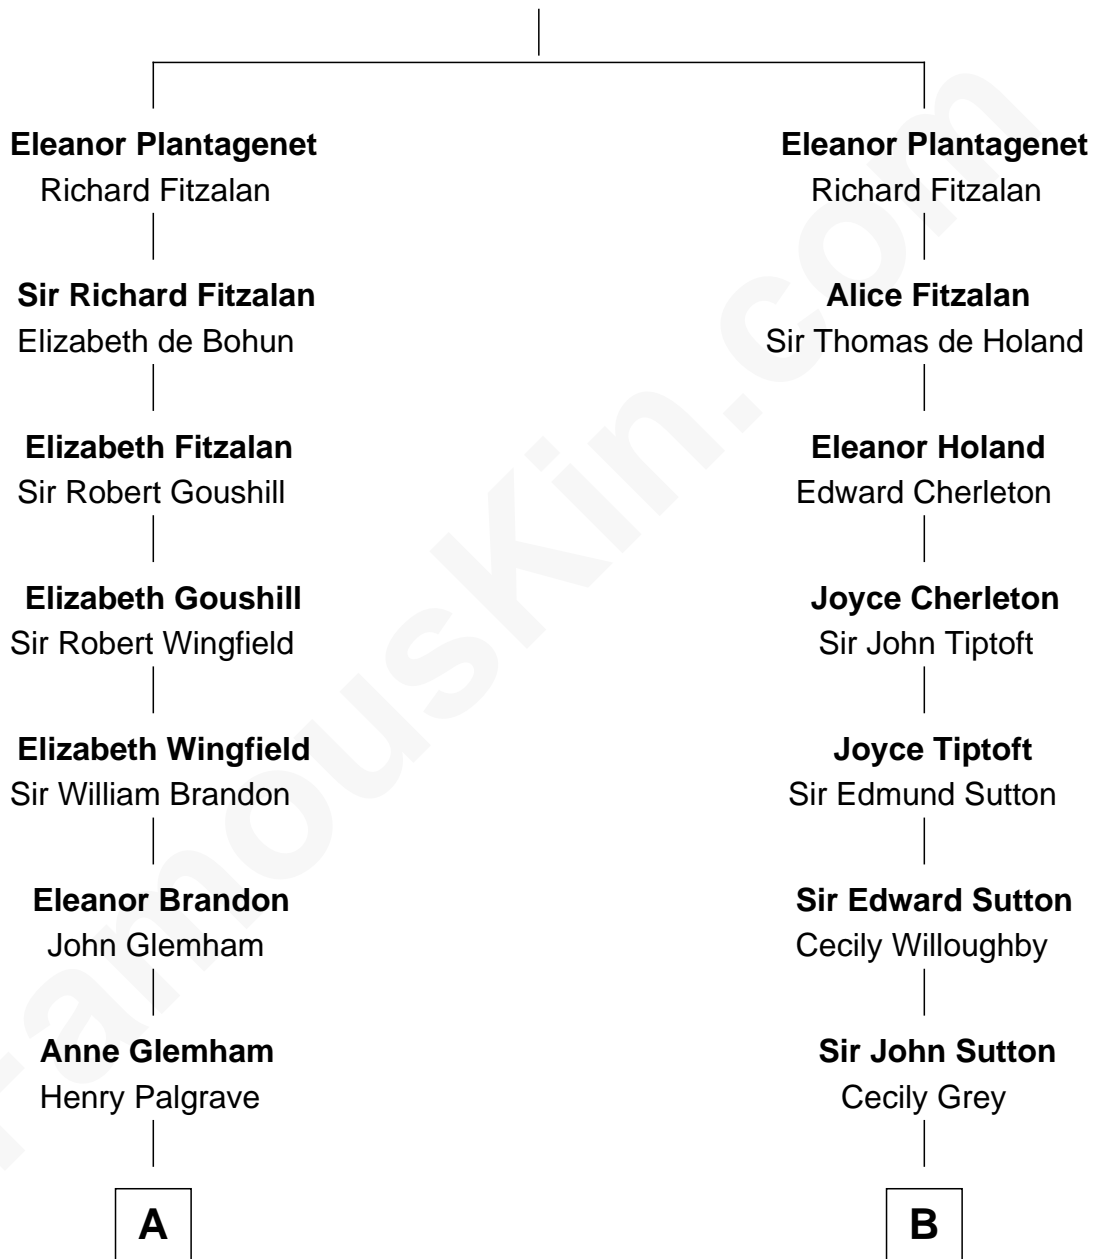 Eleanor Plantagenet
Richard Fitzalan
Sir Richard Fitzalan
Elizabeth de Bohun
Elizabeth Fitzalan
Sir Robert Goushill
Elizabeth Goushill
Sir Robert Wingfield
Elizabeth Wingfield
Sir William Brandon
Eleanor Brandon
John Glemham
Anne Glemham
Henry Palgrave
A
Eleanor Plantagenet
Richard Fitzalan
Alice Fitzalan
Sir Thomas de Holand
Eleanor Holand
Edward Cherleton
Joyce Cherleton
Sir John Tiptoft
Joyce Tiptoft
Sir Edmund Sutton
Sir Edward Sutton
Cecily Willoughby
Sir John Sutton
Cecily Grey
B
FamousKin.com